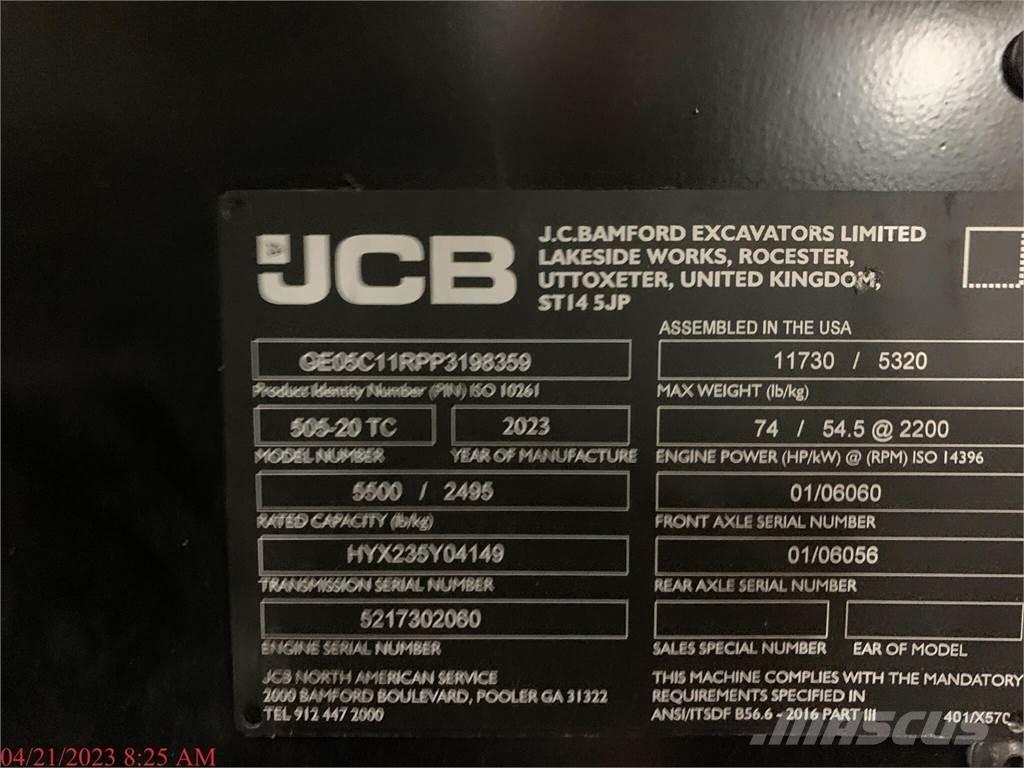 JCB
J.C.BAMFORD EXCAVATORS LIMITED
LAKESIDE WORKS, ROCESTER,
UTTOXETER, UNITED KINGDOM,
ST14 5JP
ASSEMBLED IN THE USA
GE05C11RPP3198359
Product Identity Number (PIN) ISO 10261
11730 / 5320
MAX WEIGHT (lb/kg)
505-20 TC
MODEL NUMBER
2023
YEAR OF MANUFACTURE
74 / 54.5 @ 2200
ENGINE POWER (HP/kW) @ (RPM) ISO 14396
5500 / 2495
RATED CAPACITY (lb/kg)
01/06060
FRONT AXLE SERIAL NUMBER
HYX235Y04149
TRANSMISSION SERIAL NUMBER
01/06056
REAR AXLE SERIAL NUMBER
5217302060
ENGINE SERIAL NUMBER
SALES SPECIAL NUMBER
EAR OF MODEL
JCB NORTH AMERICAN SERVICE
2000 BAMFORD BOULEVARD, POOLER GA 31322
TEL 912 447 2000
THIS MACHINE COMPLIES WITH THE MANDATORY
REQUIREMENTS SPECIFIED IN
ANSI/ITSDF B56.6 - 2016 PART III
401/X570
MASCUS
04/21/2023 8:25 AM